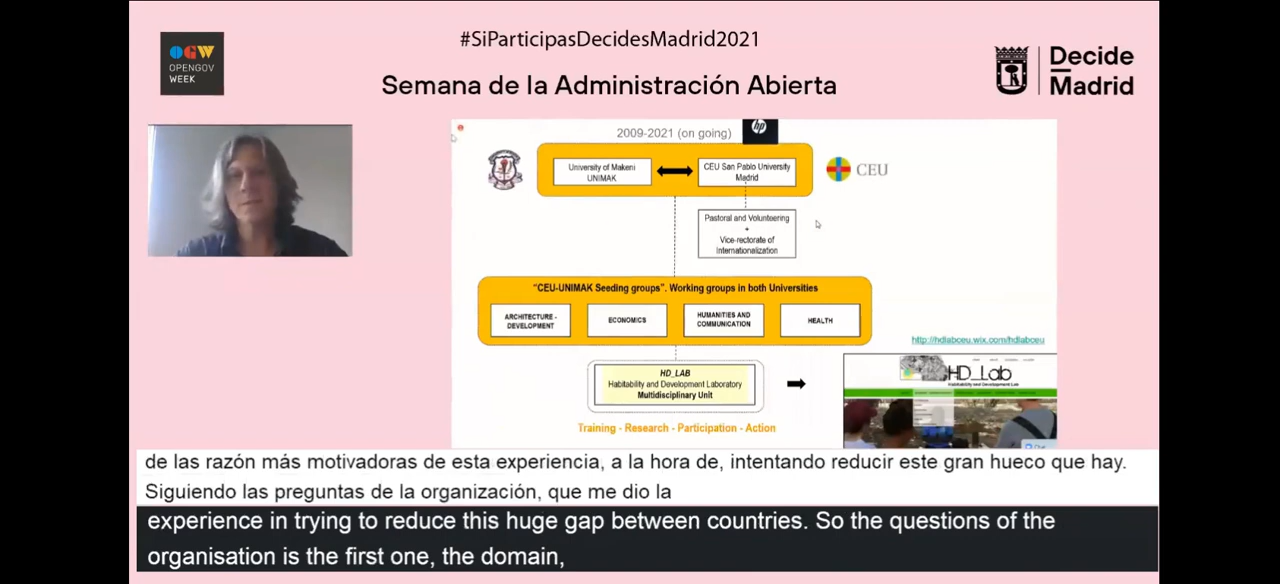 #SiParticipasDecidesMadrid2021
OGW
OPENGOV
WEEK
Semana de la Administración Abierta
Decide
Madrid
2009-2021 (on going)
hp
University of Makeni
UNIMAK
CEU San Pablo University
Madrid
CEU
Pastoral and Volunteering
+
Vice-rectorate of
Internationalization
"CEU-UNIMAK Seeding groups". Working groups in both Universities
ARCHITECTURE -
DEVELOPMENT
ECONOMICS
HUMANITIES AND
COMMUNICATION
HEALTH
http://hdlabceu.wix.com/hdlabceu
HD_LAB
Habitability and Development Laboratory
Multidisciplinary Unit
HD_Lab
Habitability and Development Lab
Training - Research - Participation - Action
de las razón más motivadoras de esta experiencia, a la hora de, intentando reducir este gran hueco que hay.
Siguiendo las preguntas de la organización, que me dio la
experience in trying to reduce this huge gap between countries. So the questions of the
organisation is the first one, the domain,